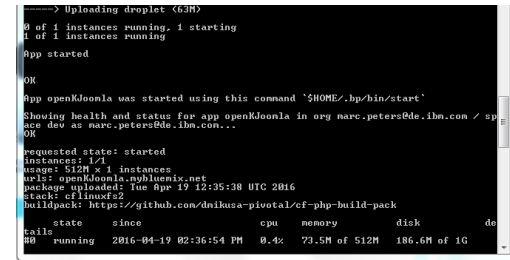 -----> Uploading droplet (63M)
0 of 1 instances running, 1 starting
1 of 1 instances running
App started
OK
App openKJoomla was started using this command `$HOME/.bp/bin/start`
Showing health and status for app openKJoomla in org marc.peters@de.ibm.com / sp
ace dev as marc.peters@de.ibm.com...
OK
requested state: started
instances: 1/1
usage: 512M x 1 instances
urls: openKJoomla.mybluemix.net
package uploaded: Tue Apr 19 12:35:38 UTC 2016
stack: cflinuxfs2
buildpack: https://github.com/dmikusa-pivotal/cf-php-build-pack
state since cpu memory disk de
tails
#0 running 2016-04-19 02:36:54 PM 0.4% 73.5M of 512M 186.6M of 1G